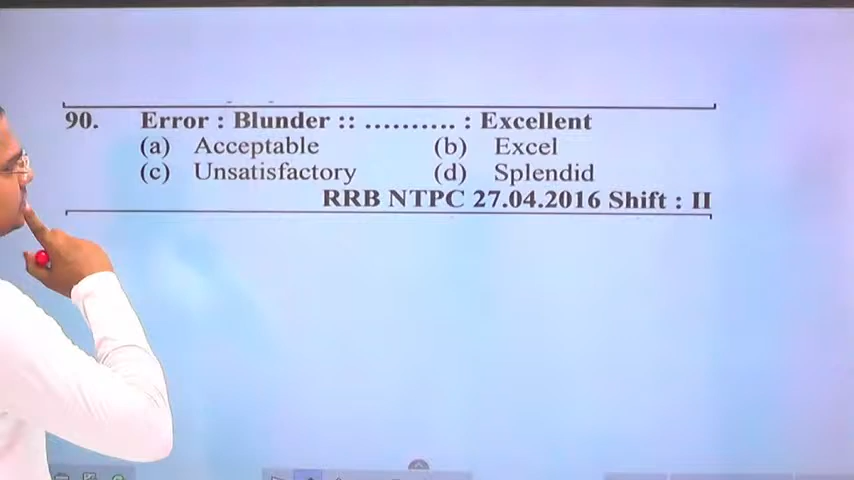 90. Error : Blunder :: .......... : Excellent
(a) Acceptable (b) Excel
(c) Unsatisfactory (d) Splendid
RRB NTPC 27.04.2016 Shift : II